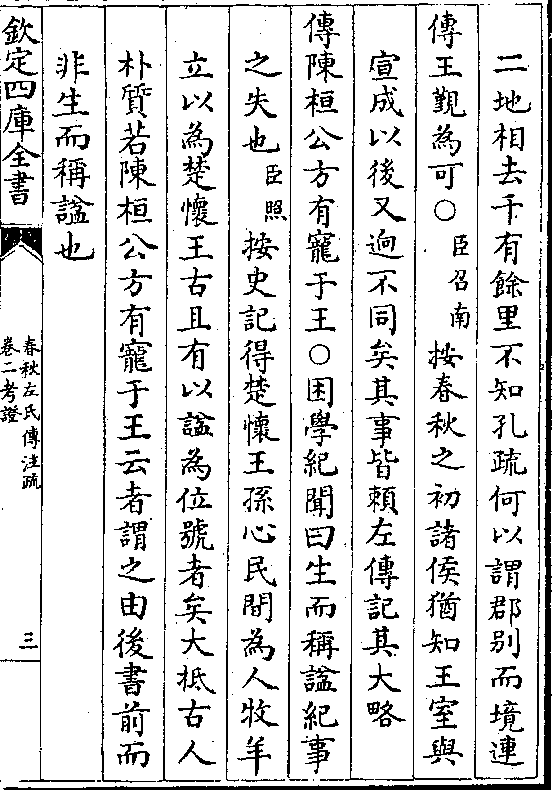 二地相去千有餘里不知孔疏何以謂郡别而境連
傳王覲為可○臣召南按春秋之初諸侯猶知王室與
宣成以後又逈不同矣其事皆賴左傳記其大略
傳陳桓公方有寵于王○困學紀聞曰生而稱諡紀事
之失也臣照按史記得楚懷王孫心民間為人牧羊
立以為楚懷王古且有以諡為位號者矣大柢古人
朴質若陳桓公方有寵于王云者謂之由後書前而
非生而稱諡也
欽定四庫全書
春秋左氏傳注疏
卷二考證
三